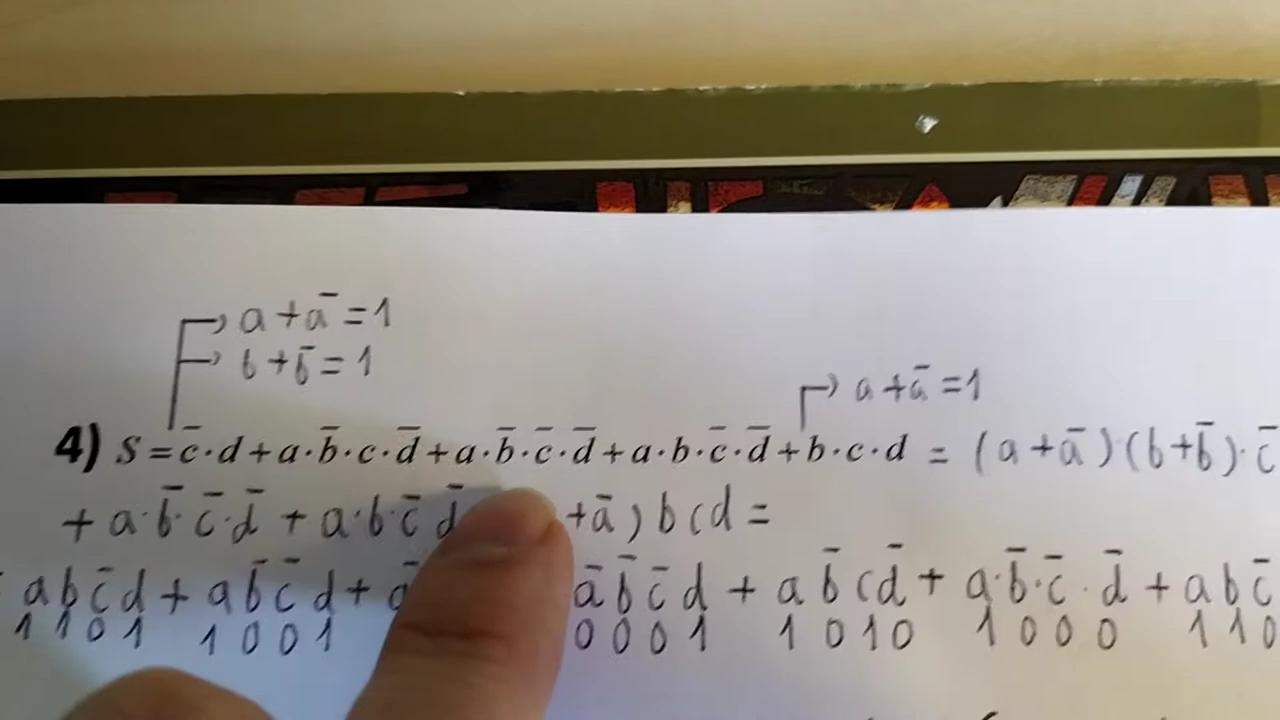 a + a̅ = 1
b + b̅ = 1
a + a̅ = 1
4) S = c̅·d + a·b̅·c·d̅ + a·b̅·c̅·d̅ + a·b·c̅·d̅ + b·c·d = (a + a̅)(b + b̅)·c̅
+ a·b̅·c̅·d̅ + a·b·c̅ d̅ + a̅) b c d =
a b c̅ d + a b̅ c̅ d + a̅ b̅ c̅ d + a b̅ c d̅ + a·b̅·c̅·d̅ + a b c̅
1 1 0 1 1 0 0 1 0 0 0 1 1 0 1 0 1 0 0 0 1 1 0